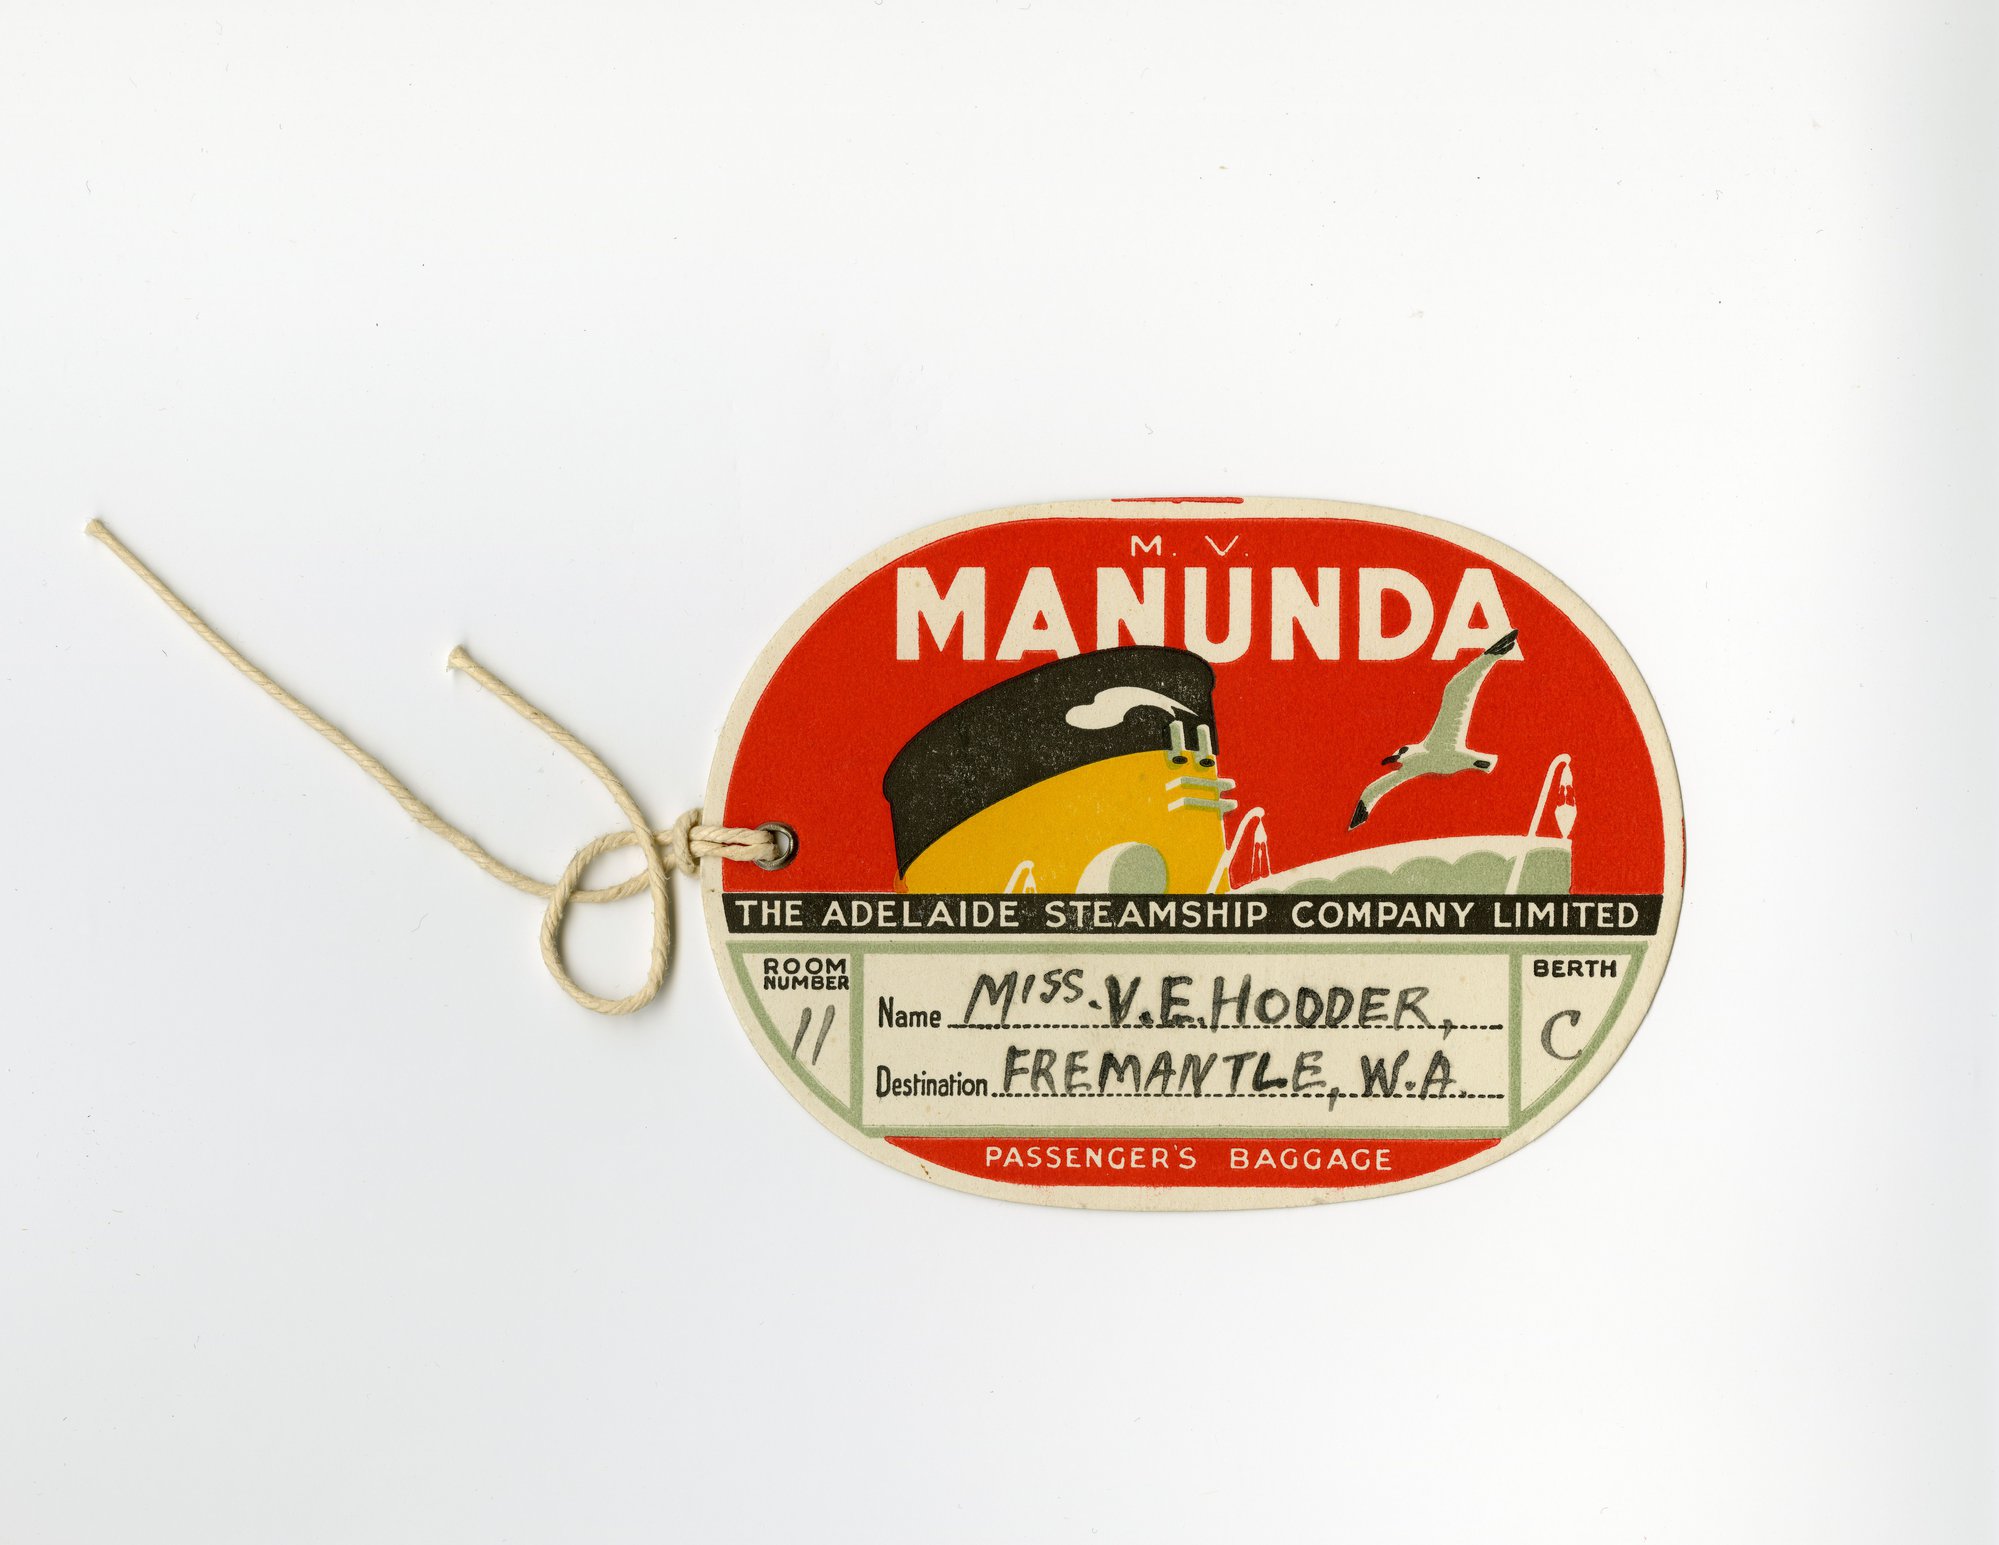 M. V.
MANUNDA
THE ADELAIDE STEAMSHIP COMPANY LIMITED
ROOM
NUMBER
11
Name MISS. V. E. HODDER,
Destination FREMANTLE, W.A.
BERTH
C
PASSENGER'S BAGGAGE